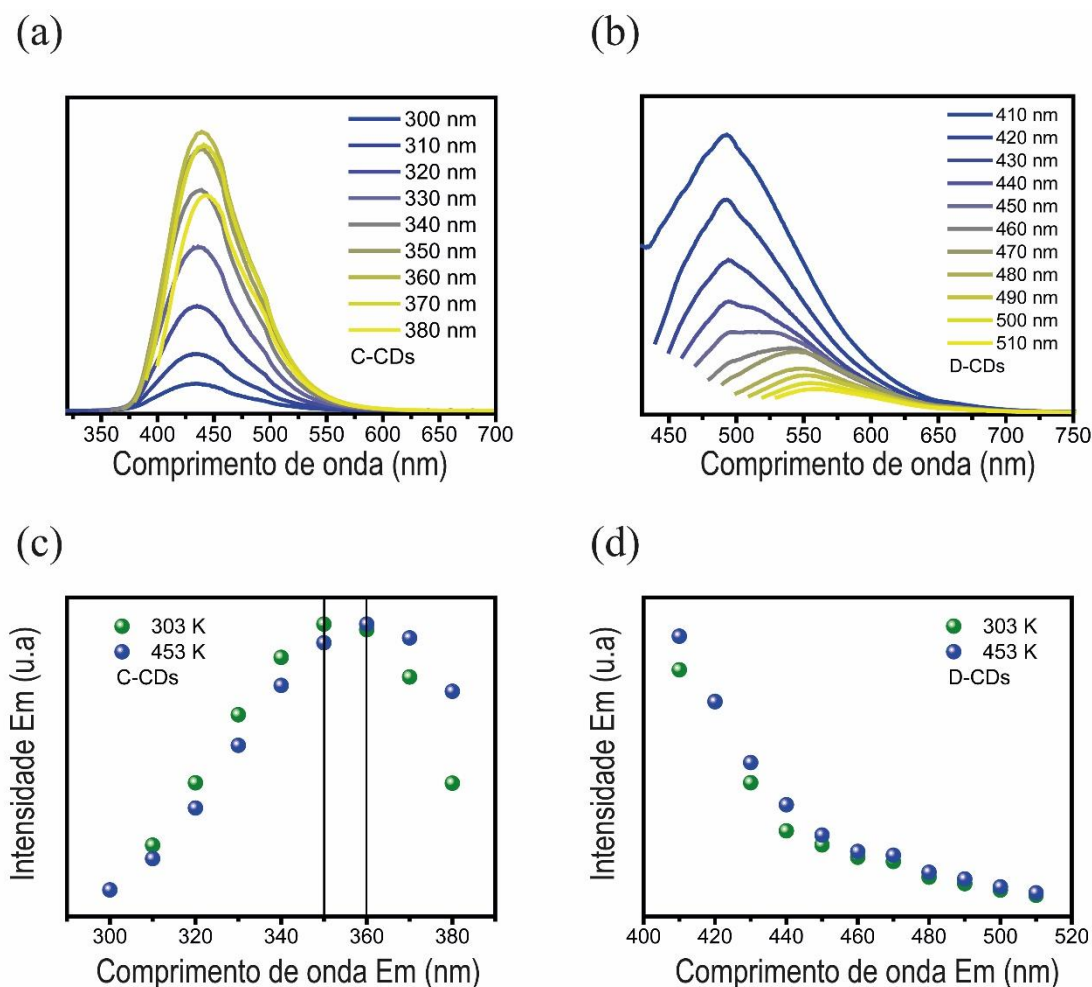 (a)
300 nm
310 nm
320 nm
330 nm
340 nm
350 nm
360 nm
370 nm
380 nm
C-CDs
350 400 450 500 550 600 650 700
Comprimento de onda (nm)
(b)
410 nm
420 nm
430 nm
440 nm
450 nm
460 nm
470 nm
480 nm
490 nm
500 nm
510 nm
D-CDs
450 500 550 600 650 700 750
Comprimento de onda (nm)
(c)
Intensidade Em (u.a)
303 K
453 K
C-CDs
300 320 340 360 380
Comprimento de onda Em (nm)
(d)
Intensidade Em (u.a)
303 K
453 K
D-CDs
400 420 440 460 480 500 520
Comprimento de onda Em (nm)